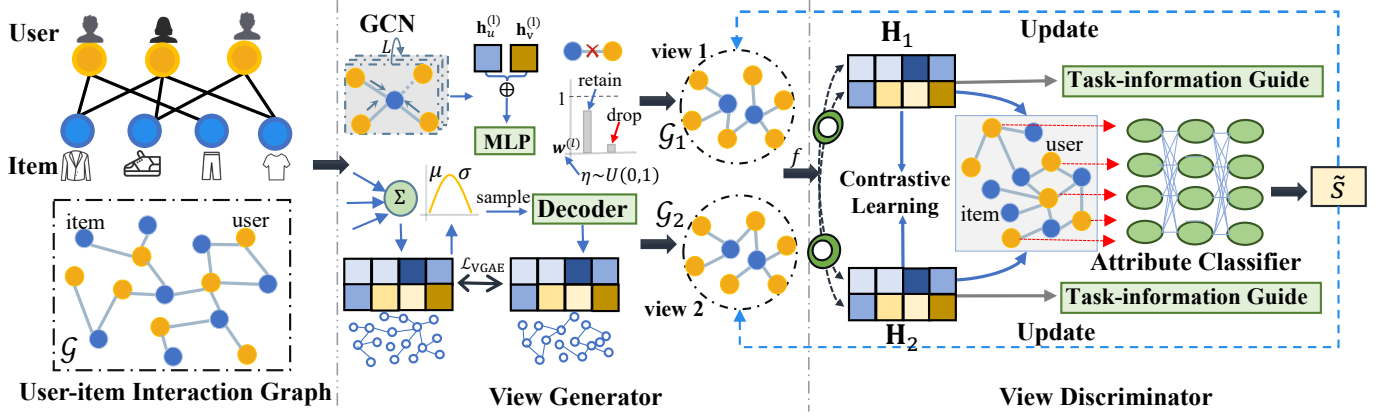 User
Item
item
user
𝒢
User-item Interaction Graph
GCN
L
h_u^(l)
h_v^(l)
⊕
MLP
retain
1
drop
w^(l)
η~U(0,1)
Σ
μ
σ
sample
Decoder
ℒ_VGAE
View Generator
view 1
𝒢_1
𝒢_2
view 2
f
H_1
Update
Task-information Guide
Contrastive
Learning
user
item
Attribute Classifier
s̃
Task-information Guide
H_2
Update
View Discriminator